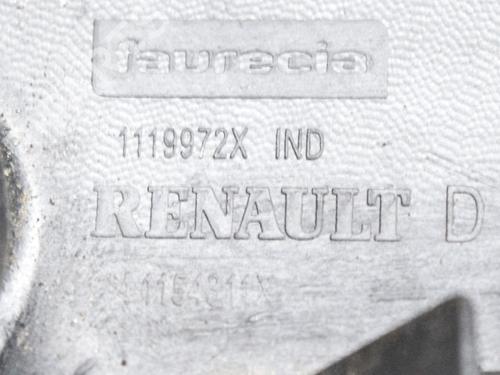 faurecia
1119972X IND
RENAULT D